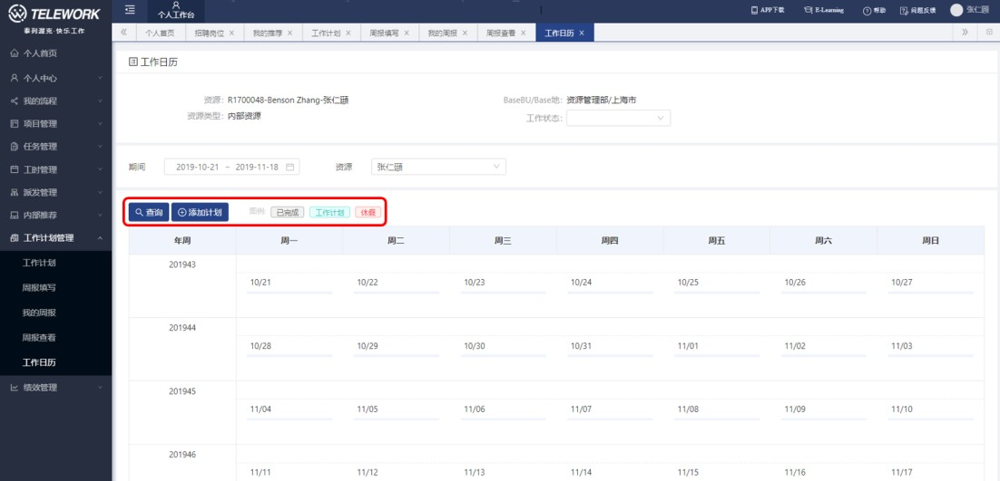 TELEWORK
个人工作台
APP下载 E-Learning 帮助 问题反馈
泰列渥克·快乐工作
个人首页 招聘岗位 × 我的推荐 × 工作计划 × 周报填写 × 我的周报 × 周报查看 × 工作日历 ×
个人首页
个人中心
我的流程
项目管理
任务管理
工时管理
派发管理
内部推荐
工作计划管理
工作计划
周报填写
我的周报
周报查看
工作日历
绩效管理
工作日历
资源: R1700048-Benson Zhang-张仁颋 BaseBU/Base地: 资源管理部/上海市
资源类型: 内部资源 工作状态:
期间 2019-10-21 ~ 2019-11-18 资源 张仁颋
查询 添加计划 图例: 已完成 工作计划 休假
年周 周一 周二 周三 周四 周五 周六 周日
201943
10/21 10/22 10/23 10/24 10/25 10/26 10/27
201944
10/28 10/29 10/30 10/31 11/01 11/02 11/03
201945
11/04 11/05 11/06 11/07 11/08 11/09 11/10
201946
11/11 11/12 11/13 11/14 11/15 11/16 11/17